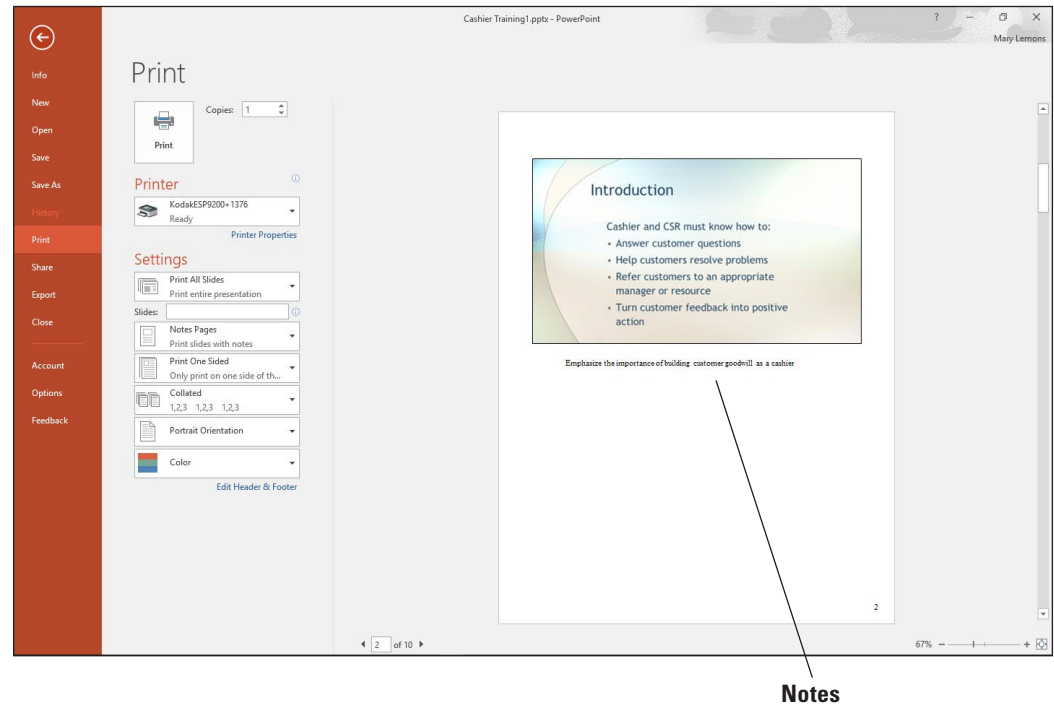 Cashier Training1.pptx - PowerPoint
?
Mary Lemons
Info
New
Open
Save
Save As
History
Print
Share
Export
Close
Account
Options
Feedback
Print
Print
Copies: 1
Printer
KodakESP9200+1376
Ready
Printer Properties
Settings
Print All Slides
Print entire presentation
Slides:
Notes Pages
Print slides with notes
Print One Sided
Only print on one side of th...
Collated
1,2,3 1,2,3 1,2,3
Portrait Orientation
Color
Edit Header & Footer
Introduction
Cashier and CSR must know how to:
• Answer customer questions
• Help customers resolve problems
• Refer customers to an appropriate
manager or resource
• Turn customer feedback into positive
action
Emphasize the importance of building customer goodwill as a cashier
2
2 of 10
67%
Notes